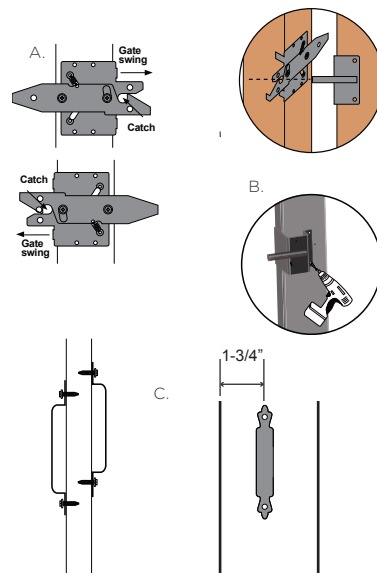 A.
Gate
swing
Catch
Catch
Gate
swing
B.
C.
1-3/4"